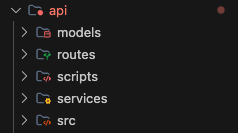 api
models
routes
scripts
services
src